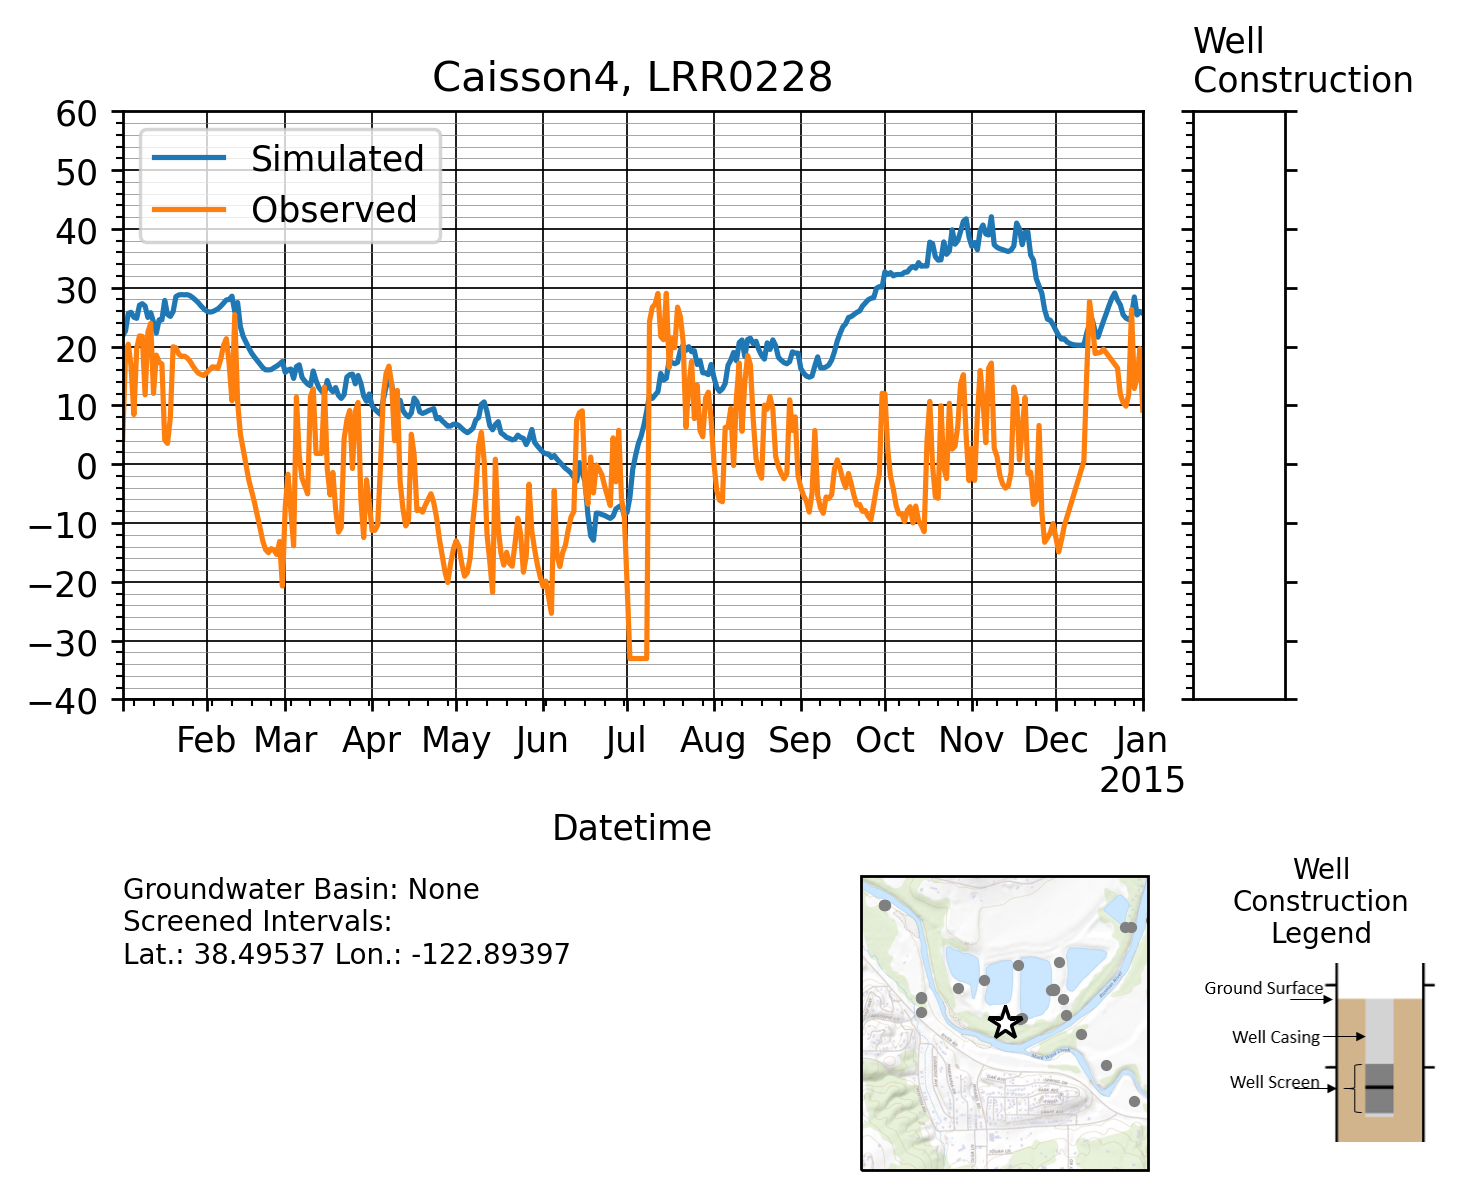 Well
Construction
Caisson4, LRR0228
60
50
40
30
20
10
0
−10
−20
−30
−40
Simulated
Observed
Feb Mar Apr May Jun Jul Aug Sep Oct Nov Dec Jan
2015
Datetime
Groundwater Basin: None
Screened Intervals:
Lat.: 38.49537 Lon.: -122.89397
Well
Construction
Legend
Ground Surface
Well Casing
Well Screen